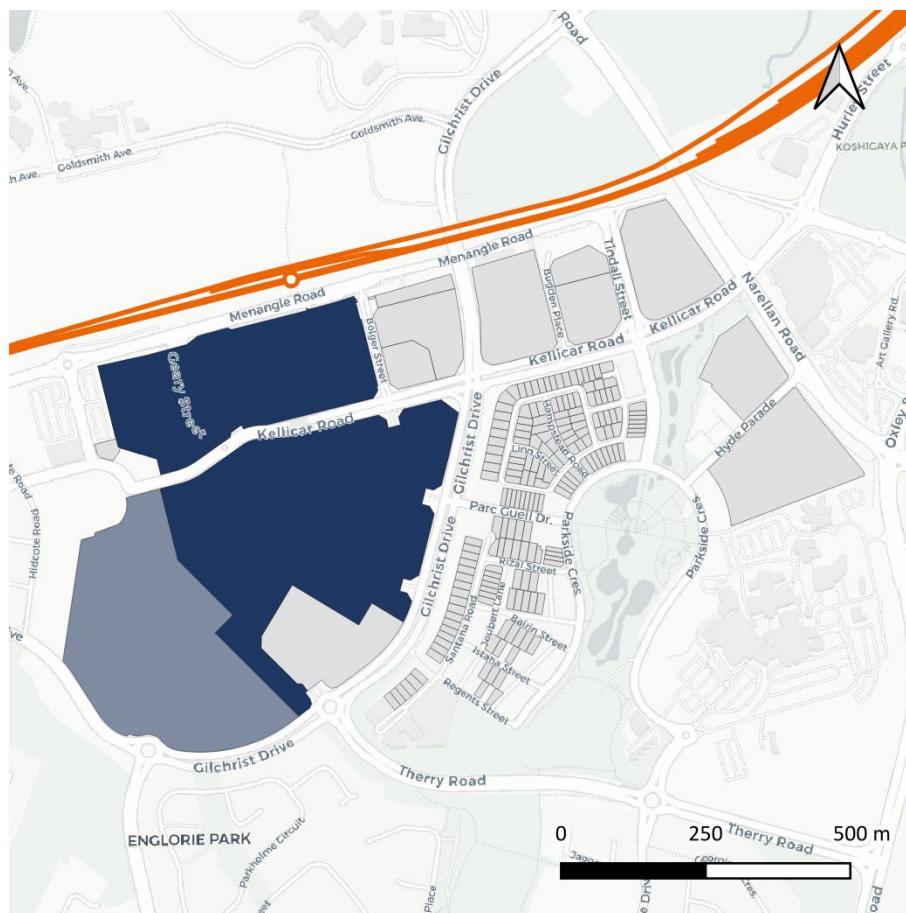 Road
Gilchrist Drive
Hurley Street
KOSHIGAYA P
Goldsmith Ave.
Goldsmith Ave.
Menangle Road
Menangle Road
Bugden Place
Tindall Street
Kellicar Road
Narellan Road
Art Gallery Rd.
Bolger Street
Geary Street
Kellicar Road
Kellicar Road
Hampstead Road
Ling Street
Hyde Parade
Oxley S
Gilchrist Drive
Parc Guell Dr.
Parkside Cres.
Parkside Cres.
Hidcote Road
Rizal Street
Gilchrist Drive
Santana Road
Joubert Lane
Bairin Street
Istana Street
Regents Street
Gilchrist Drive
Therry Road
Therry Road
ENGLORIE PARK
Parkholme Circuit
Place
0 250 500 m
Road